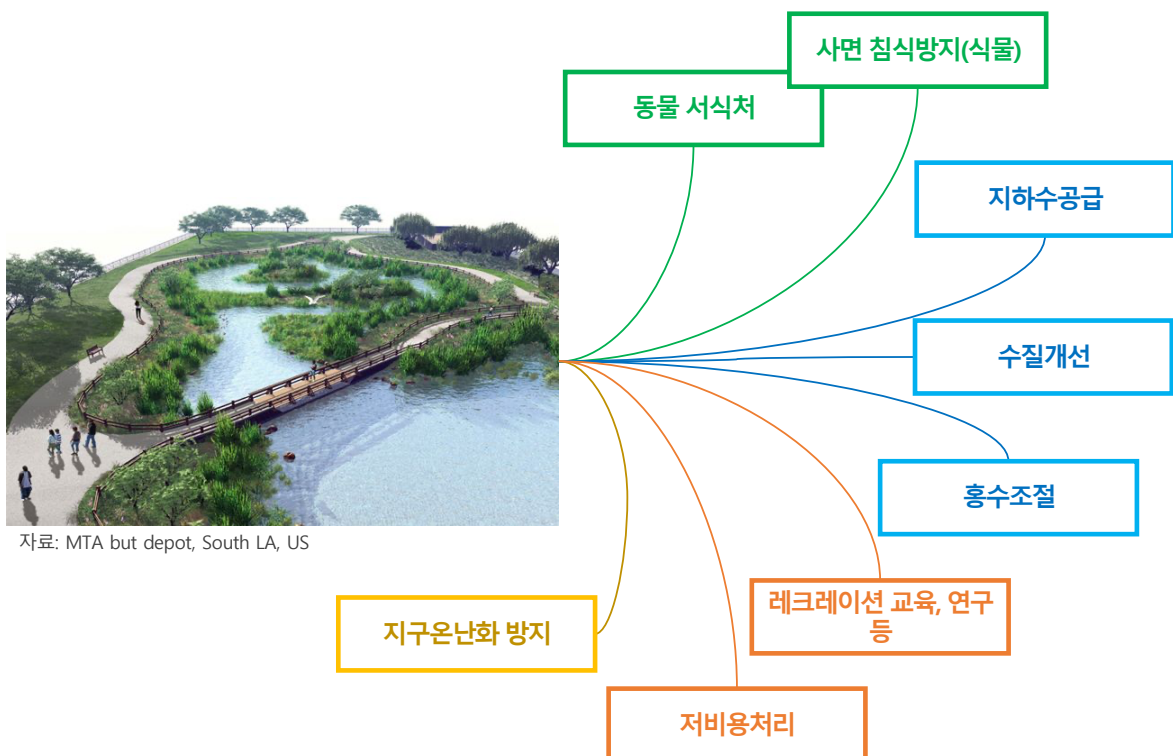 사면 침식방지(식물)
동물 서식처
지하수공급
수질개선
홍수조절
자료: MTA but depot, South LA, US
레크레이션 교육, 연구
등
지구온난화 방지
저비용처리